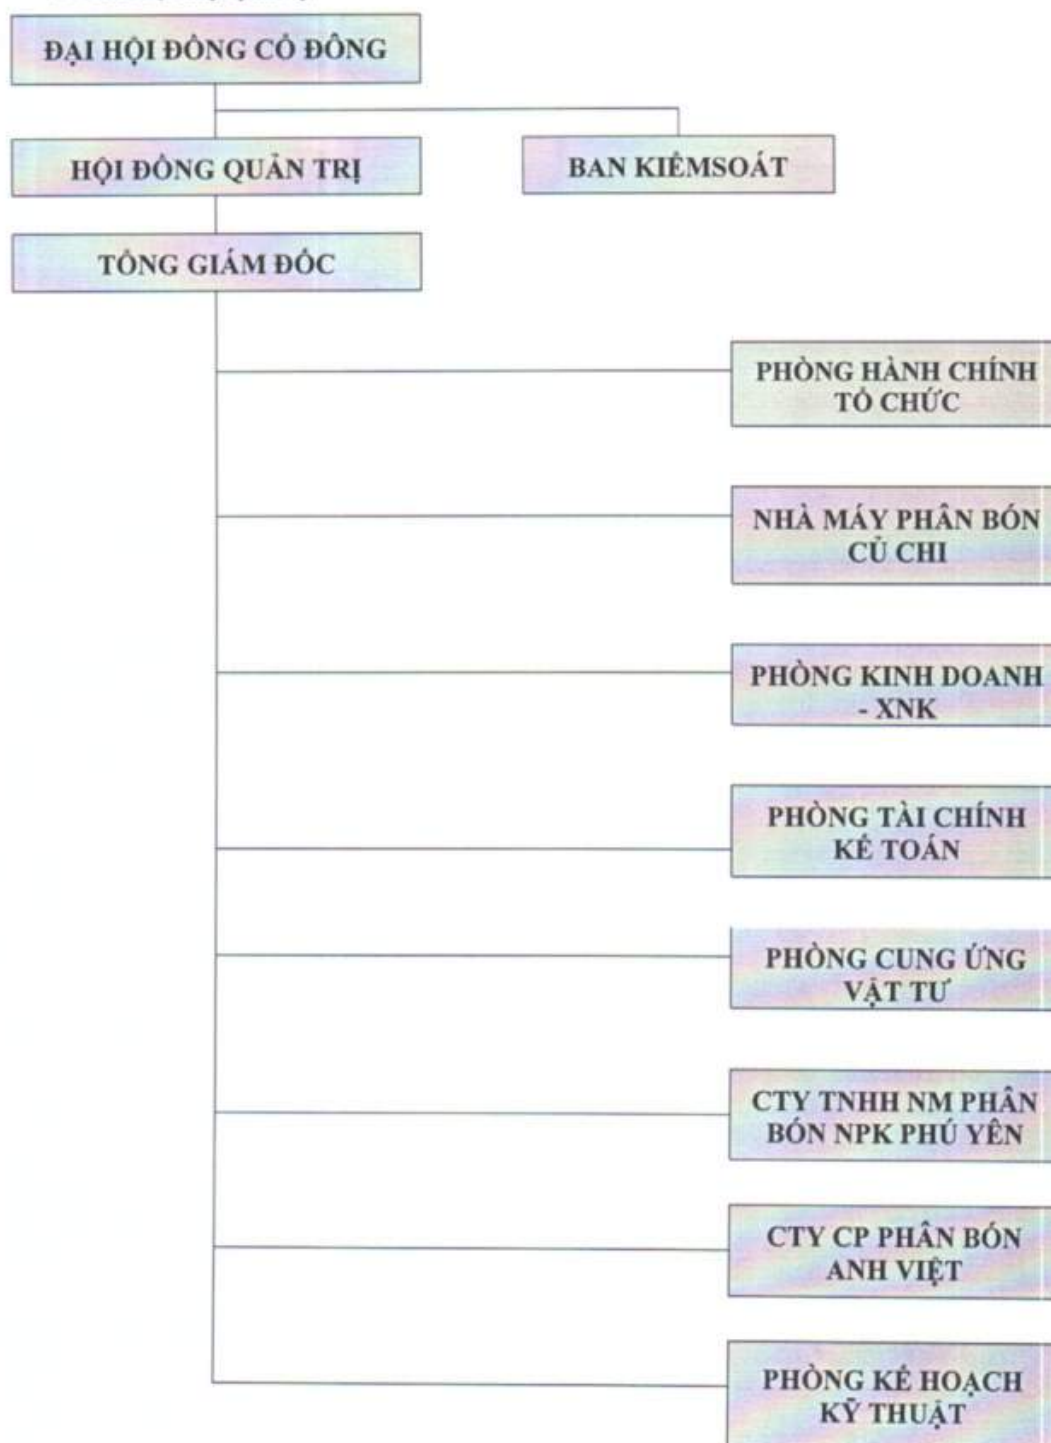 ĐẠI HỘI ĐỒNG CỔ ĐÔNG
HỘI ĐỒNG QUẢN TRỊ
BAN KIỂMSOÁT
TỔNG GIÁM ĐỐC
PHÒNG HÀNH CHÍNH
TỔ CHỨC
NHÀ MÁY PHÂN BÓN
CỦ CHI
PHÒNG KINH DOANH
- XNK
PHÒNG TÀI CHÍNH
KẾ TOÁN
PHÒNG CUNG ỨNG
VẬT TƯ
CTY TNHH NM PHÂN
BÓN NPK PHÚ YÊN
CTY CP PHÂN BÓN
ANH VIỆT
PHÒNG KẾ HOẠCH
KỸ THUẬT